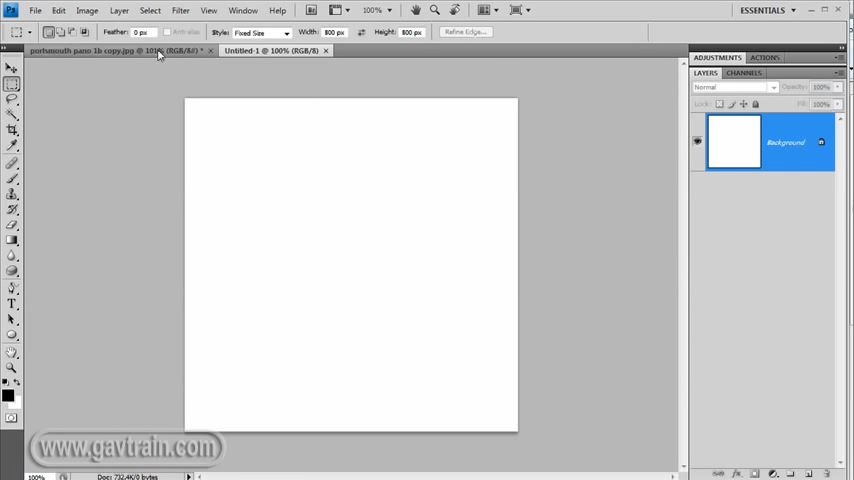 Ps File Edit Image Layer Select Filter View Window Help 100% ESSENTIALS
Feather: 0 px Anti-alias Style: Fixed Size Width: 800 px Height: 800 px Refine Edge...
portsmouth pano 1b copy.jpg @ 101% (RGB/8#) * Untitled-1 @ 100% (RGB/8)
ADJUSTMENTS ACTIONS
LAYERS CHANNELS
Normal Opacity: 100%
Lock: Fill: 100%
Background
T
www.gavtrain.com
100% Doc: 732.4K/0 bytes